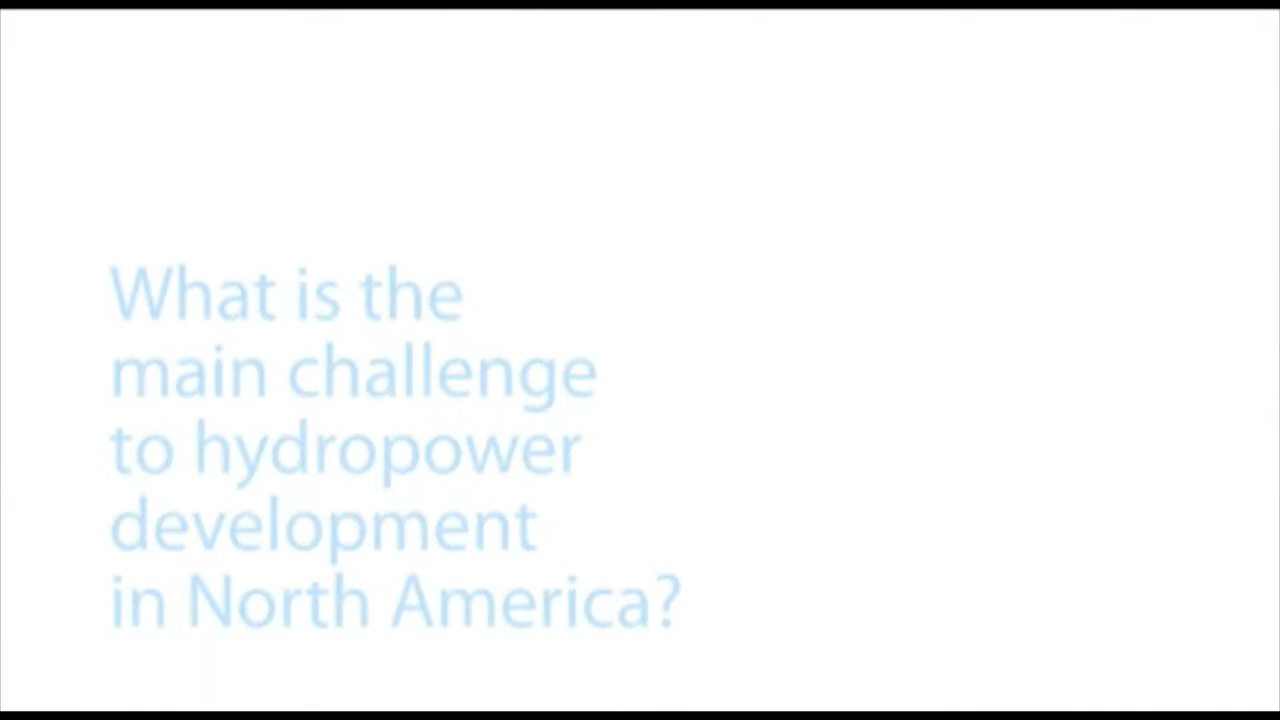 What is the
main challenge
to hydropower
development
in North America?